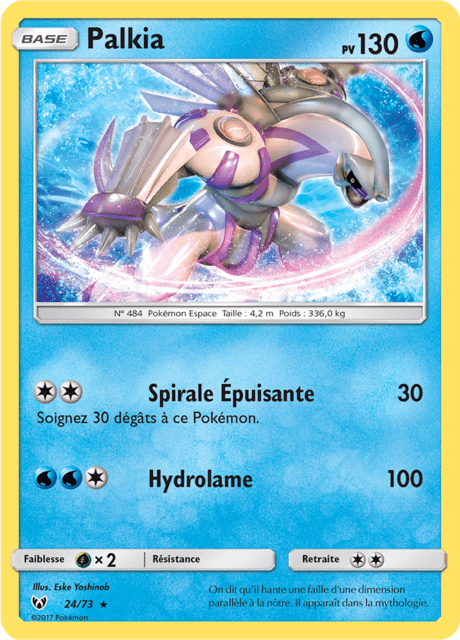 BASE Palkia PV 130
N° 484 Pokémon Espace Taille : 4,2 m Poids : 336,0 kg
Spirale Épuisante 30
Soignez 30 dégâts à ce Pokémon.
Hydrolame 100
Faiblesse ×2 Résistance Retraite
Illus. Eske Yoshinob
24/73 ★
©2017 Pokémon
On dit qu'il hante une faille d'une dimension
parallèle à la nôtre. Il apparaît dans la mythologie.